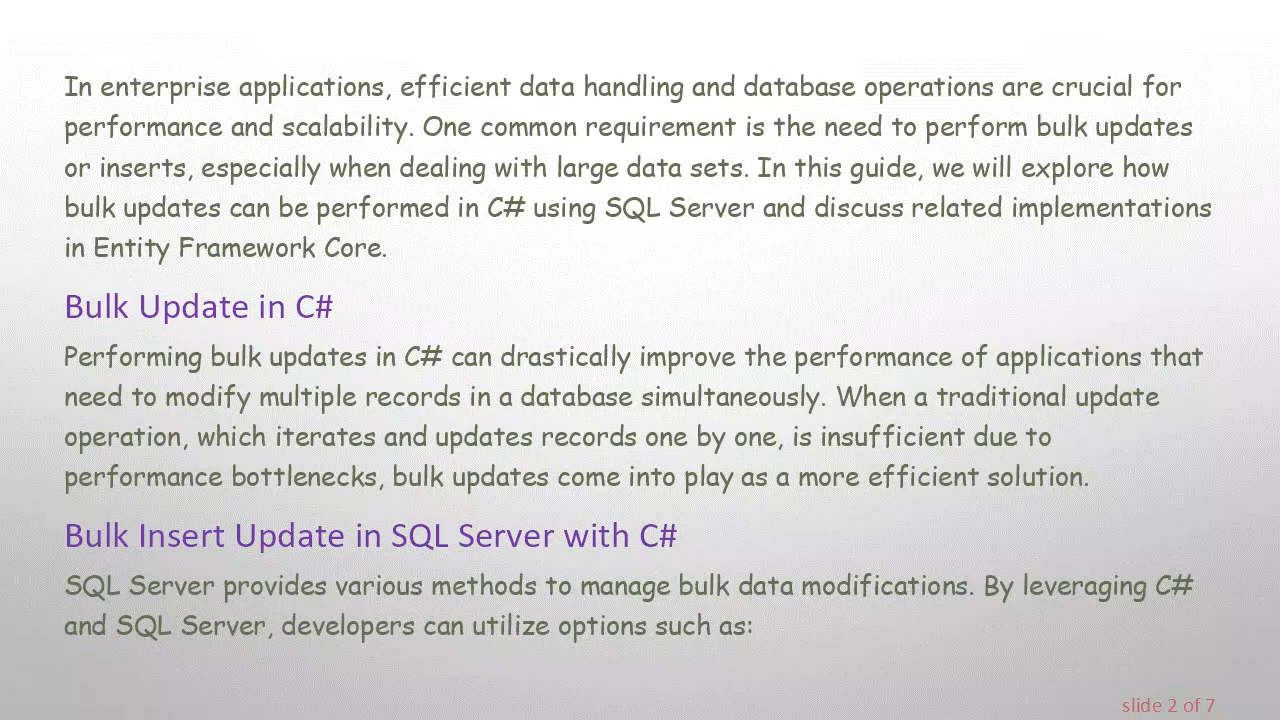 In enterprise applications, efficient data handling and database operations are crucial for
performance and scalability. One common requirement is the need to perform bulk updates
or inserts, especially when dealing with large data sets. In this guide, we will explore how
bulk updates can be performed in C# using SQL Server and discuss related implementations
in Entity Framework Core.
Bulk Update in C#
Performing bulk updates in C# can drastically improve the performance of applications that
need to modify multiple records in a database simultaneously. When a traditional update
operation, which iterates and updates records one by one, is insufficient due to
performance bottlenecks, bulk updates come into play as a more efficient solution.
Bulk Insert Update in SQL Server with C#
SQL Server provides various methods to manage bulk data modifications. By leveraging C#
and SQL Server, developers can utilize options such as:
slide 2 of 7